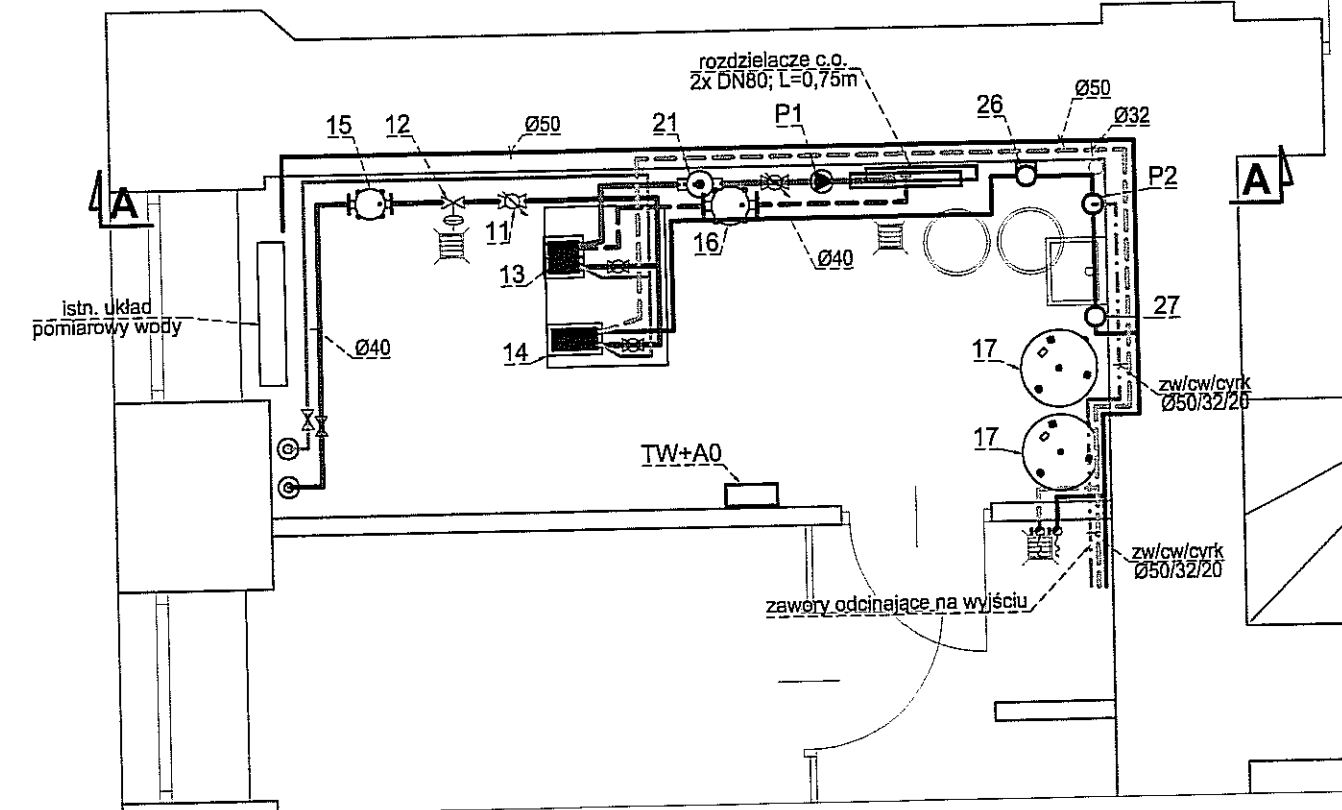 rozdzielacze c.o.
2x DN80; L=0,75m
26
Ø50
15
12
Ø50
21
P1
Ø32
A
P2
A
11
16
Ø40
13
istn. układ
pomiarowy wody
Ø40
27
14
17
zw/cw/cyrk
Ø50/32/20
17
TW+A0
zw/cw/cyrk
Ø50/32/20
zawory odcinające na wyjściu